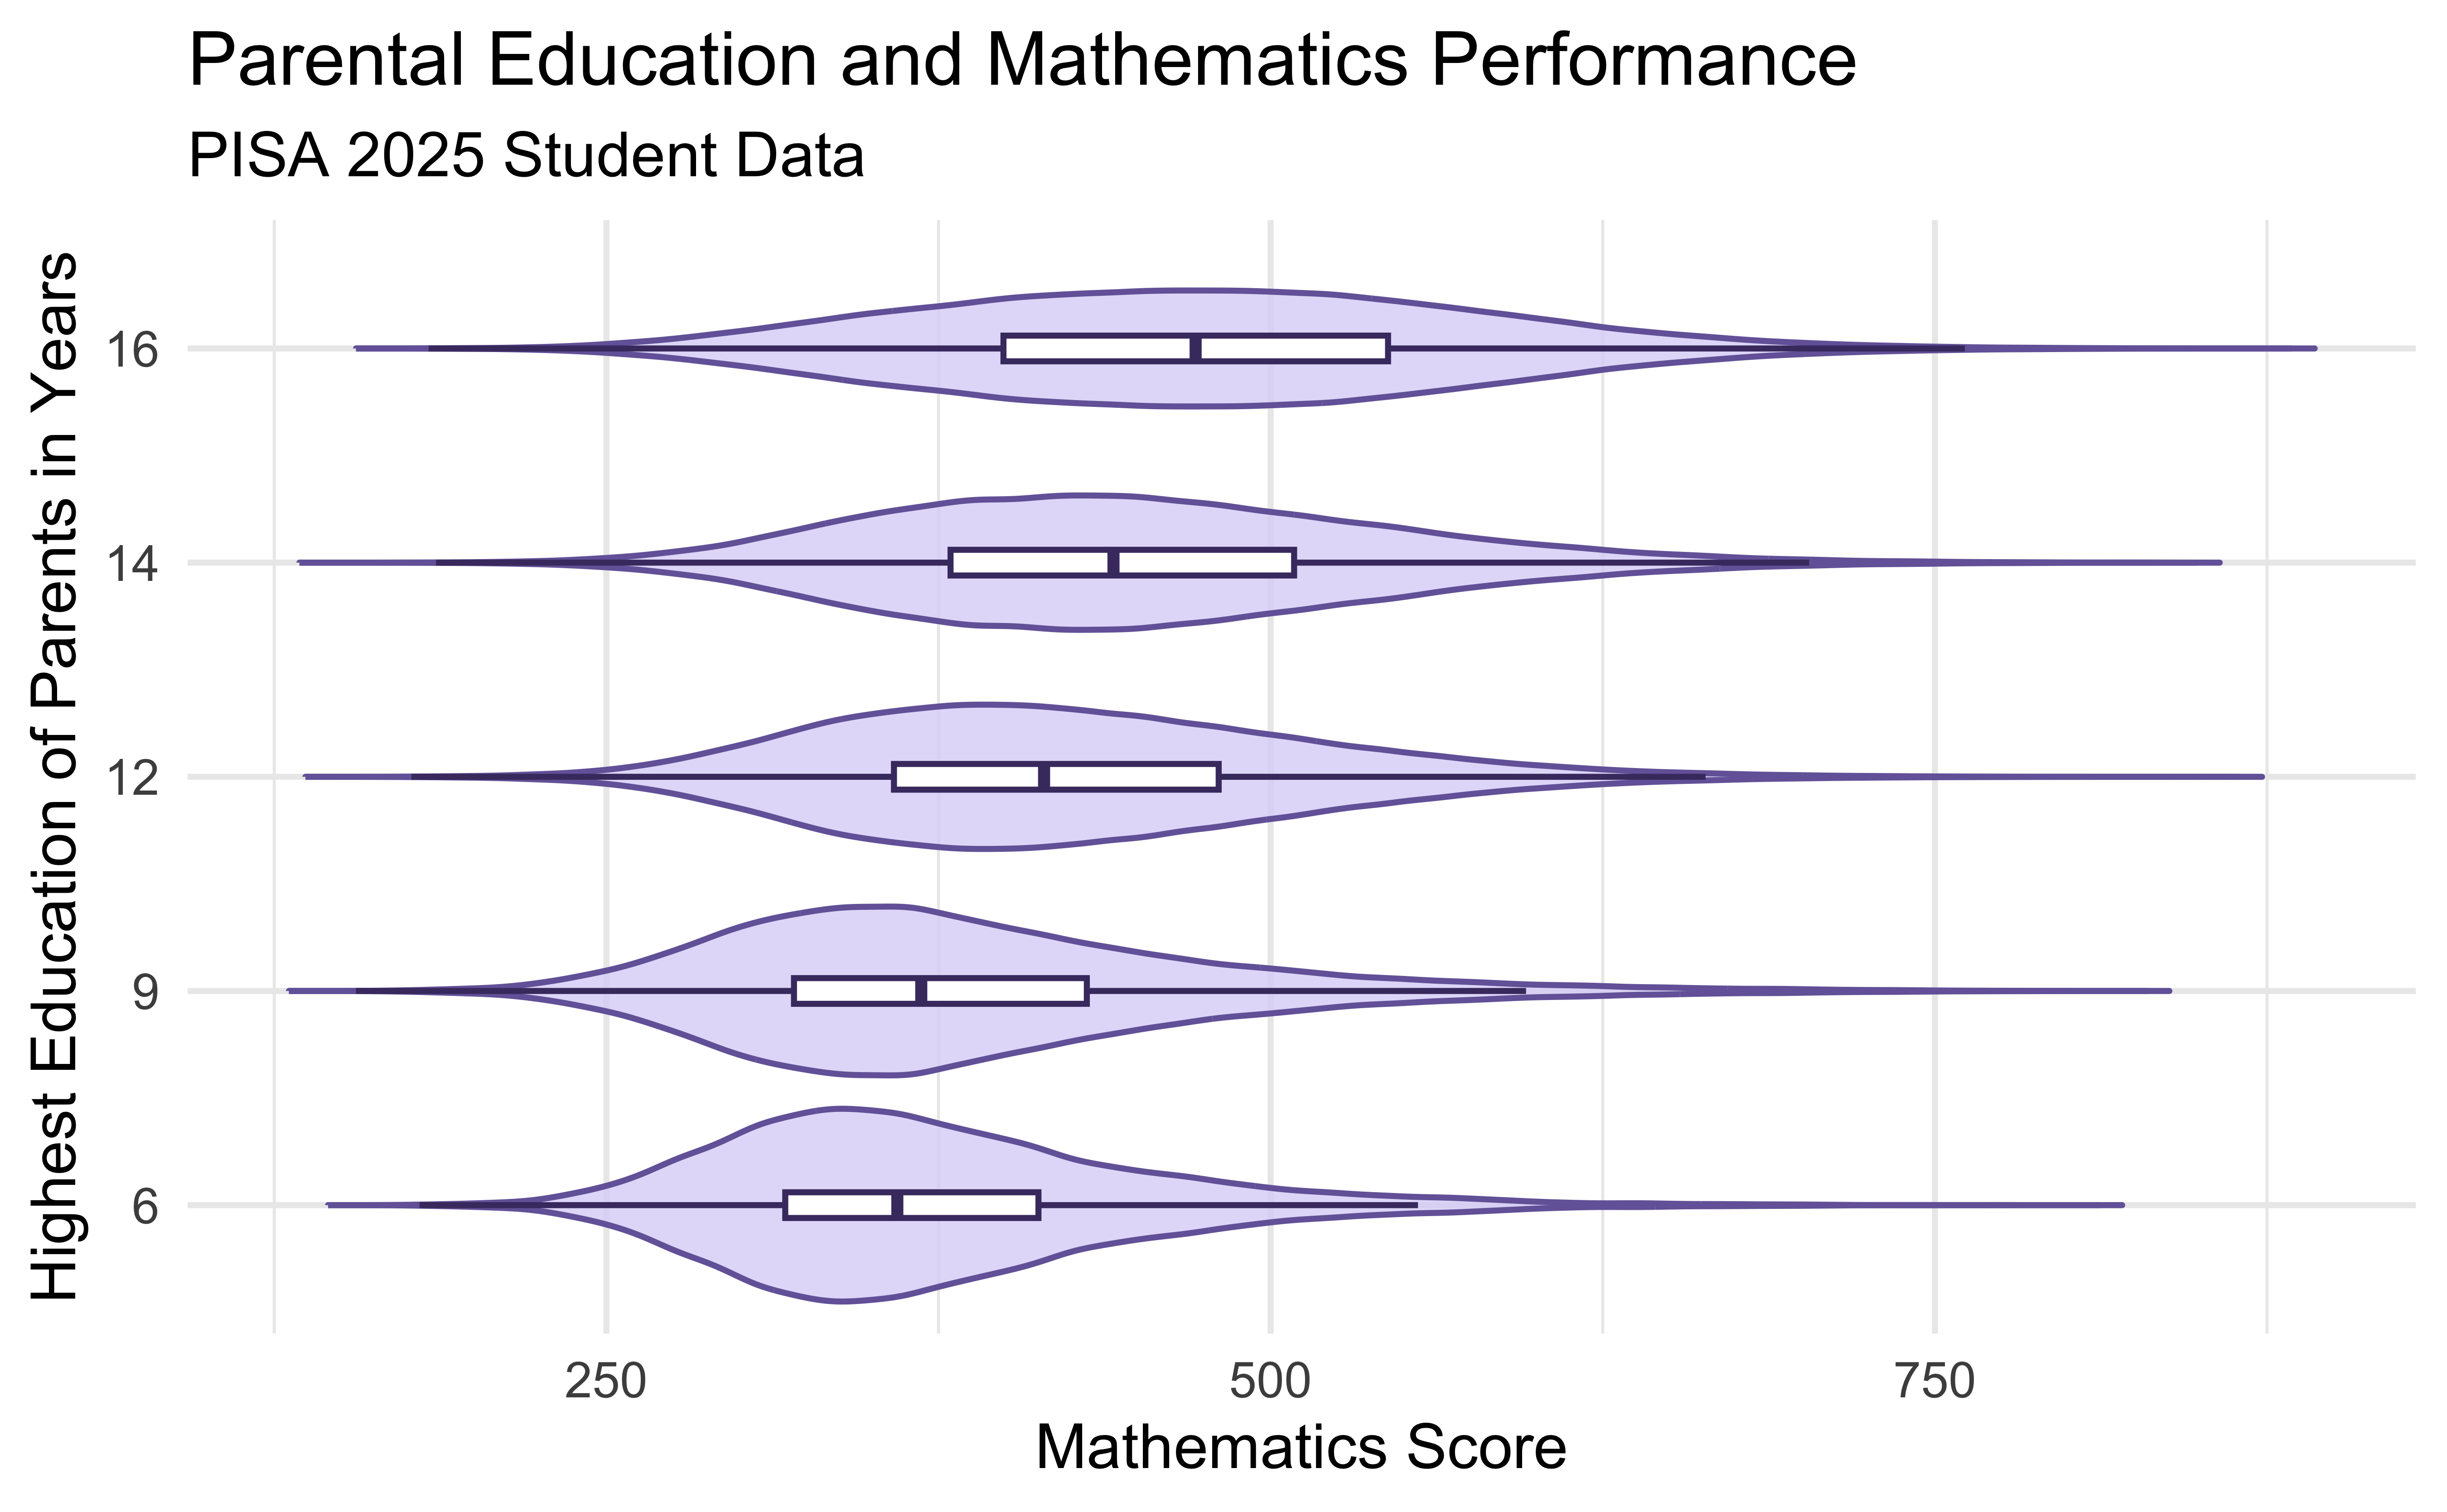 Parental Education and Mathematics Performance
PISA 2025 Student Data
Highest Education of Parents in Years
16
14
12
9
6
250 500 750
Mathematics Score